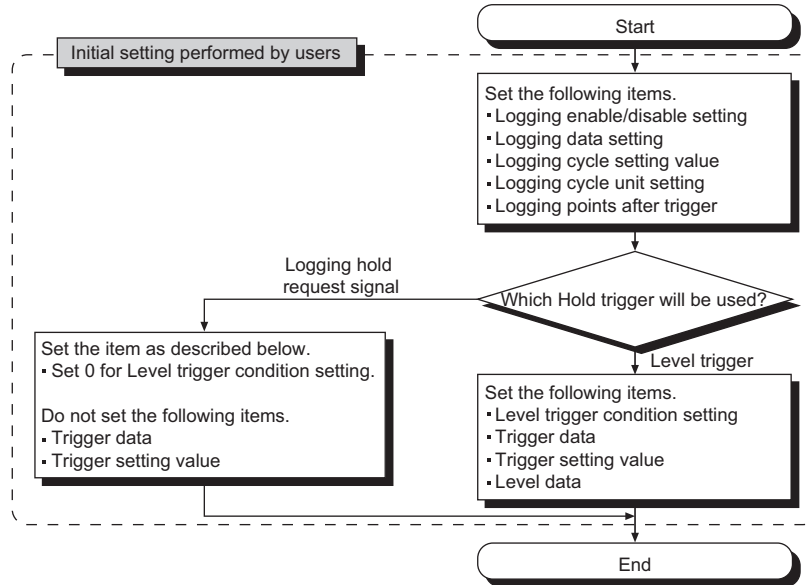 Start
Initial setting performed by users
Set the following items.
▪ Logging enable/disable setting
▪ Logging data setting
▪ Logging cycle setting value
▪ Logging cycle unit setting
▪ Logging points after trigger
Logging hold
request signal
Which Hold trigger will be used?
Level trigger
Set the item as described below.
▪ Set 0 for Level trigger condition setting.
Do not set the following items.
▪ Trigger data
▪ Trigger setting value
Set the following items.
▪ Level trigger condition setting
▪ Trigger data
▪ Trigger setting value
▪ Level data
End